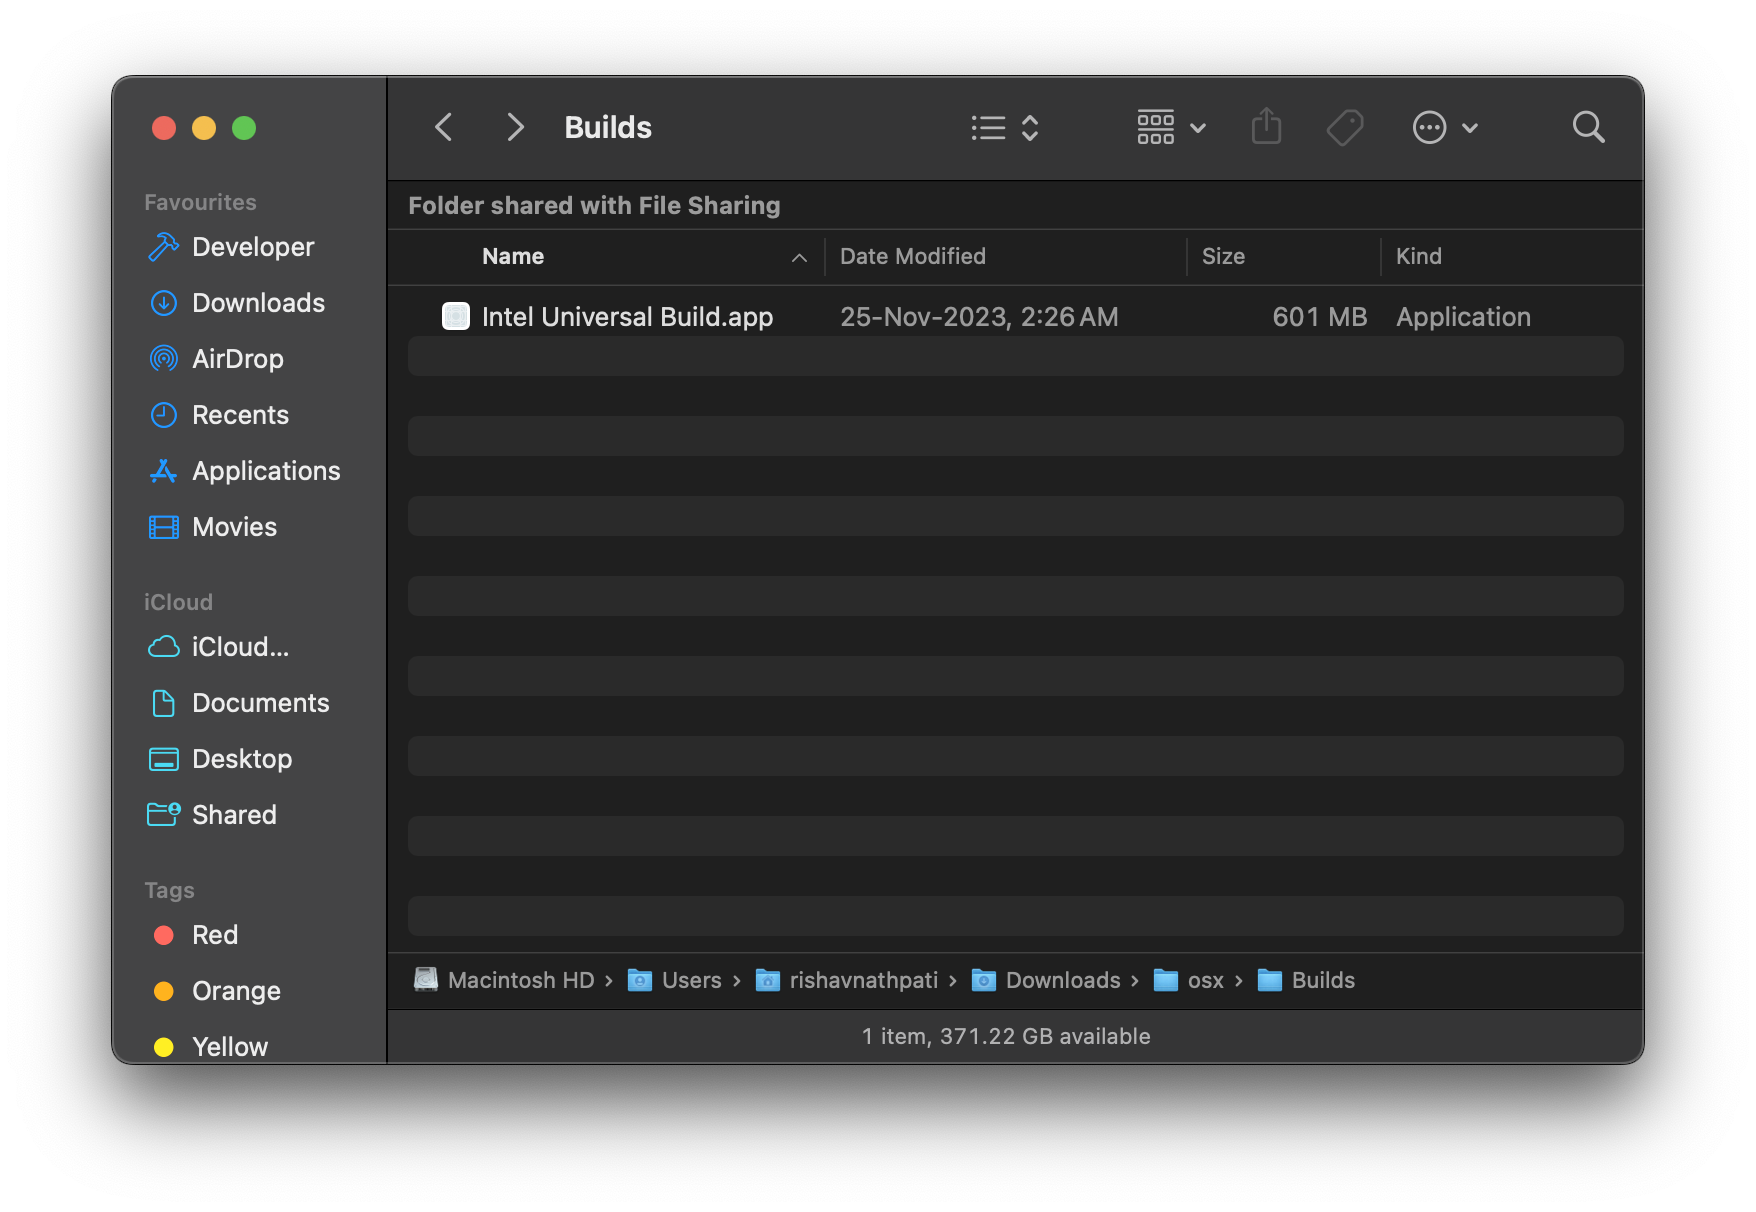 Builds
Favourites
Developer
Downloads
AirDrop
Recents
Applications
Movies
iCloud
iCloud...
Documents
Desktop
Shared
Tags
Red
Orange
Yellow
Folder shared with File Sharing
Name Date Modified Size Kind
Intel Universal Build.app 25-Nov-2023, 2:26 AM 601 MB Application
Macintosh HD › Users › rishavnathpati › Downloads › osx › Builds
1 item, 371.22 GB available